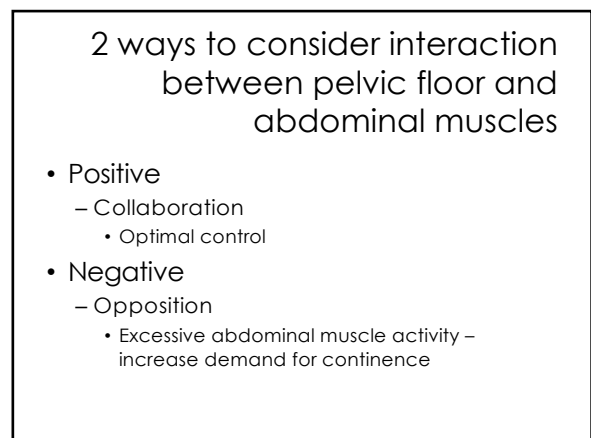 2 ways to consider interaction
between pelvic floor and
abdominal muscles
• Positive
– Collaboration
• Optimal control
• Negative
– Opposition
• Excessive abdominal muscle activity –
increase demand for continence